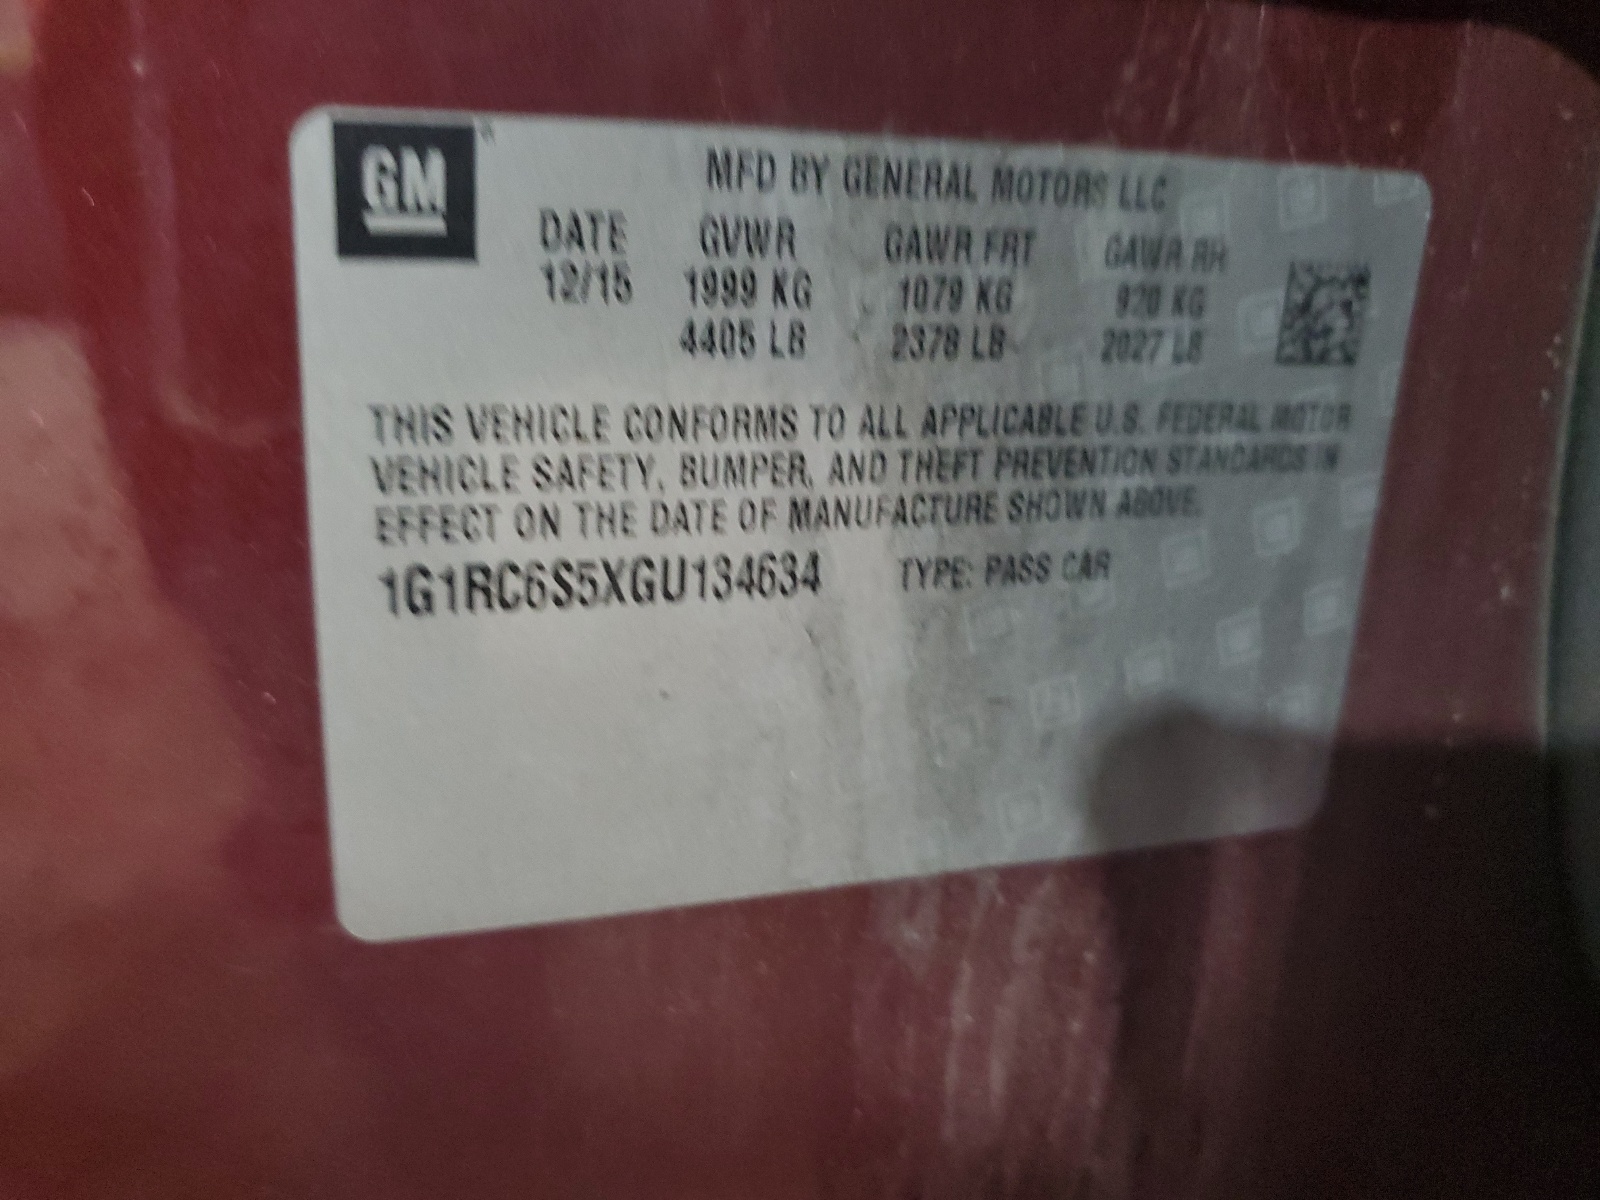 GM
MFD BY GENERAL MOTORS LLC
DATE GVWR GAWR FRT GAWR RR
12/15 1999 KG 1079 KG 920 KG
4405 LB 2378 LB 2027 LB
THIS VEHICLE CONFORMS TO ALL APPLICABLE U.S. FEDERAL MOTOR
VEHICLE SAFETY, BUMPER, AND THEFT PREVENTION STANDARDS IN
EFFECT ON THE DATE OF MANUFACTURE SHOWN ABOVE.
1G1RC6S5XGU134634 TYPE: PASS CAR